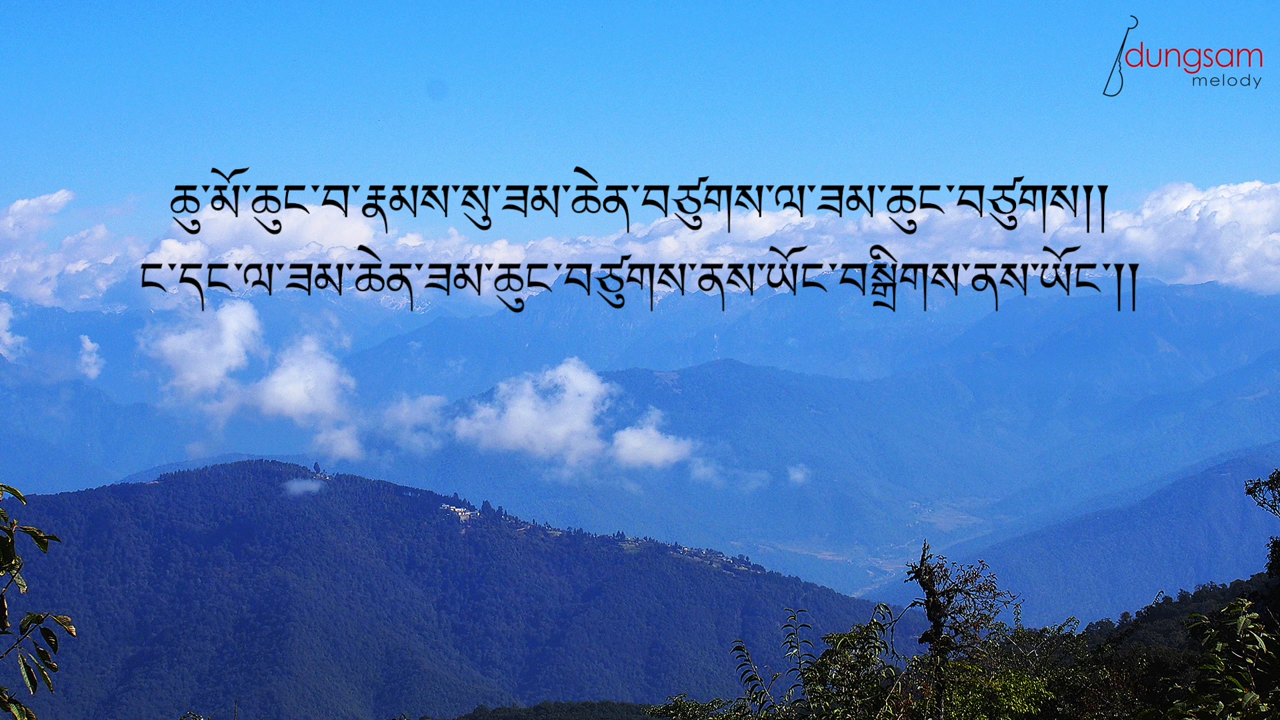 dungsam
melody
ཆུ་མོ་ཆུང་བ་རྣམས་སུ་ཟམ་ཆེན་བཙུགས་ལ་ཟམ་ཆུང་བཙུགས།།
ང་དང་ལ་ཟམ་ཆེན་ཟམ་ཆུང་བཙུགས་ནས་ཡོང་བསྒྲིགས་ནས་ཡོང་།།